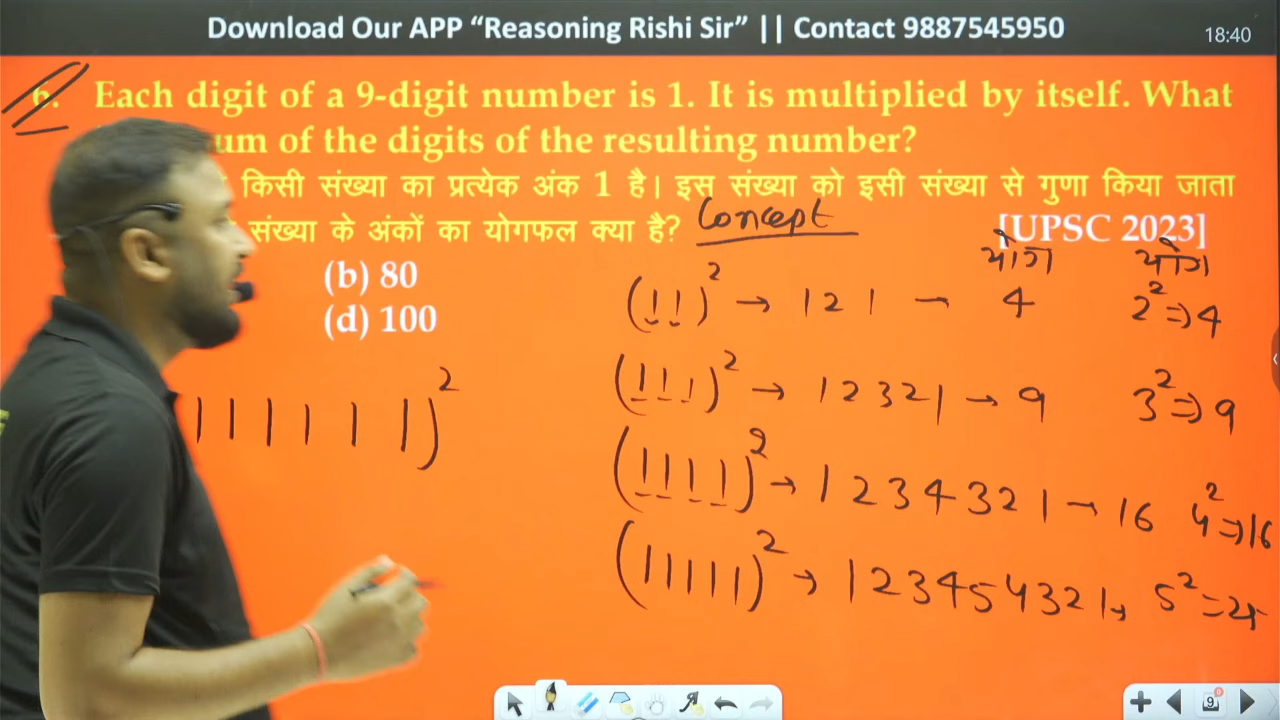 Download Our APP “Reasoning Rishi Sir” || Contact 9887545950
18:40
6. Each digit of a 9-digit number is 1. It is multiplied by itself. What
um of the digits of the resulting number?
किसी संख्या का प्रत्येक अंक 1 है। इस संख्या को इसी संख्या से गुणा किया जाता
संख्या के अंकों का योगफल क्या है? Concept [UPSC 2023]
योग योग
(b) 80
(d) 100
(11)² → 121 — 4 2² ⇒ 4
(111)² → 12321 → 9 3² ⇒ 9
111111)²
(1111)² → 1234321 → 16 4² ⇒ 16
(11111)² → 123454321 → 5² = 25
9